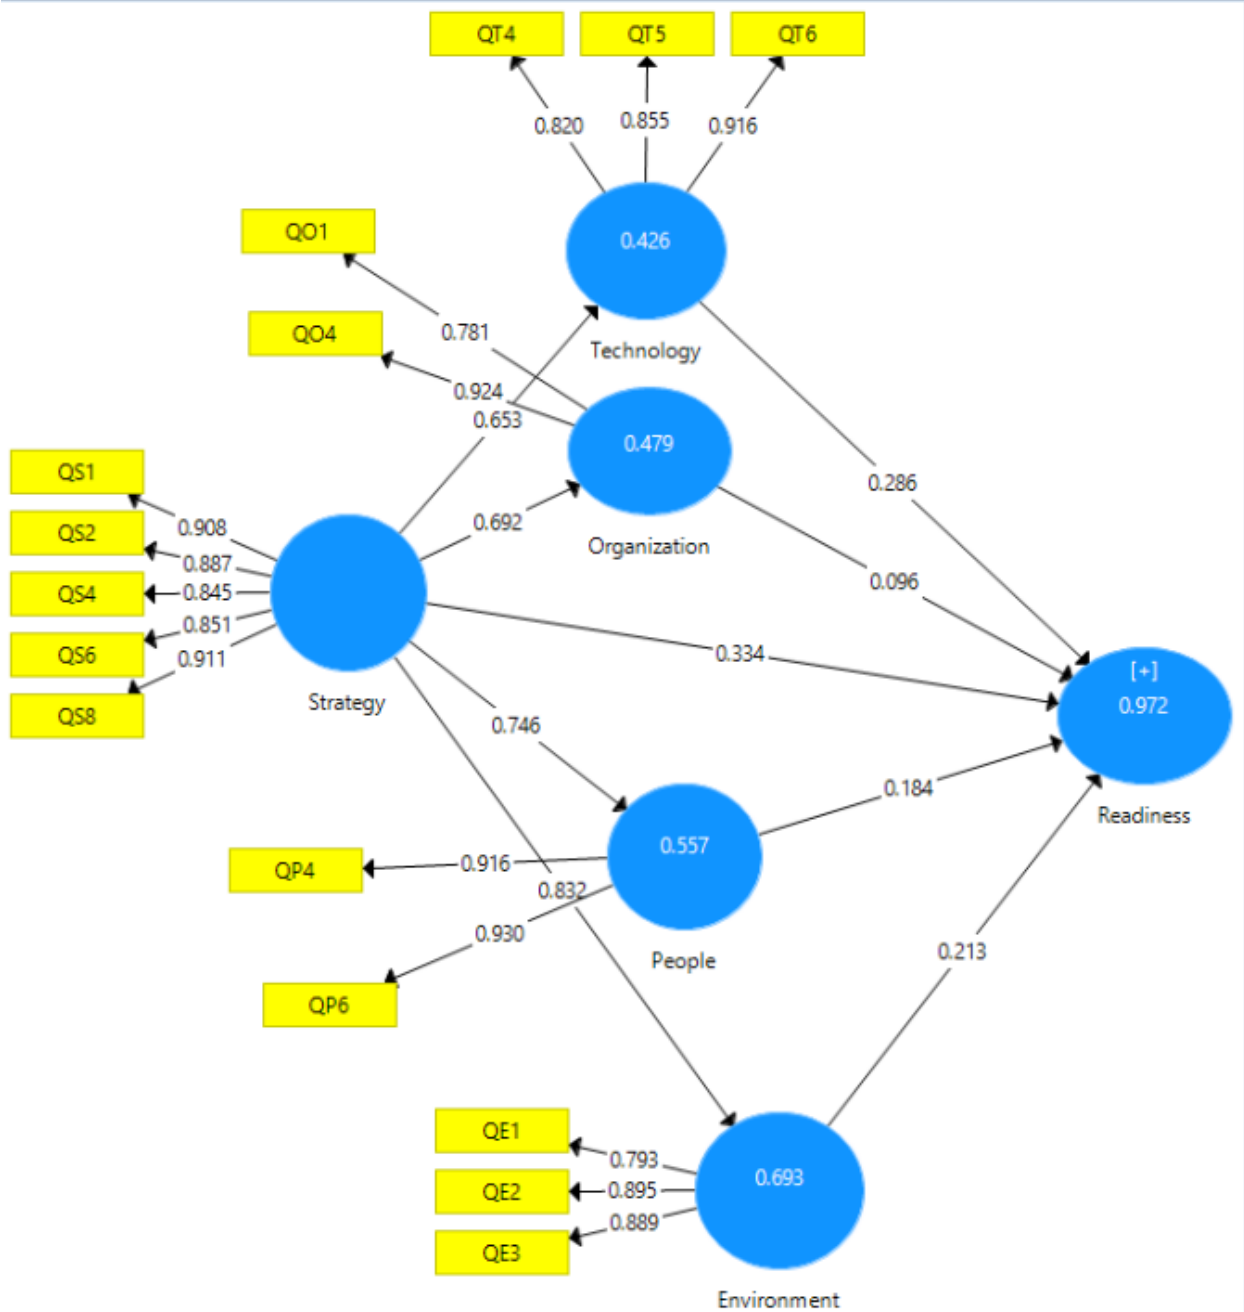 QT4 QT5 QT6
0.820 0.855 0.916
QO1
0.426
QO4
0.781
Technology
0.924
0.653
0.479
QS1
0.286
QS2
0.908
0.692
Organization
0.887
QS4
0.845
0.096
0.851
QS6
0.911
0.334
[+]
QS8
Strategy
0.972
0.746
0.184
Readiness
0.557
QP4
0.916
0.832
0.930
People
0.213
QP6
QE1
0.793
0.693
QE2
0.895
0.889
QE3
Environment